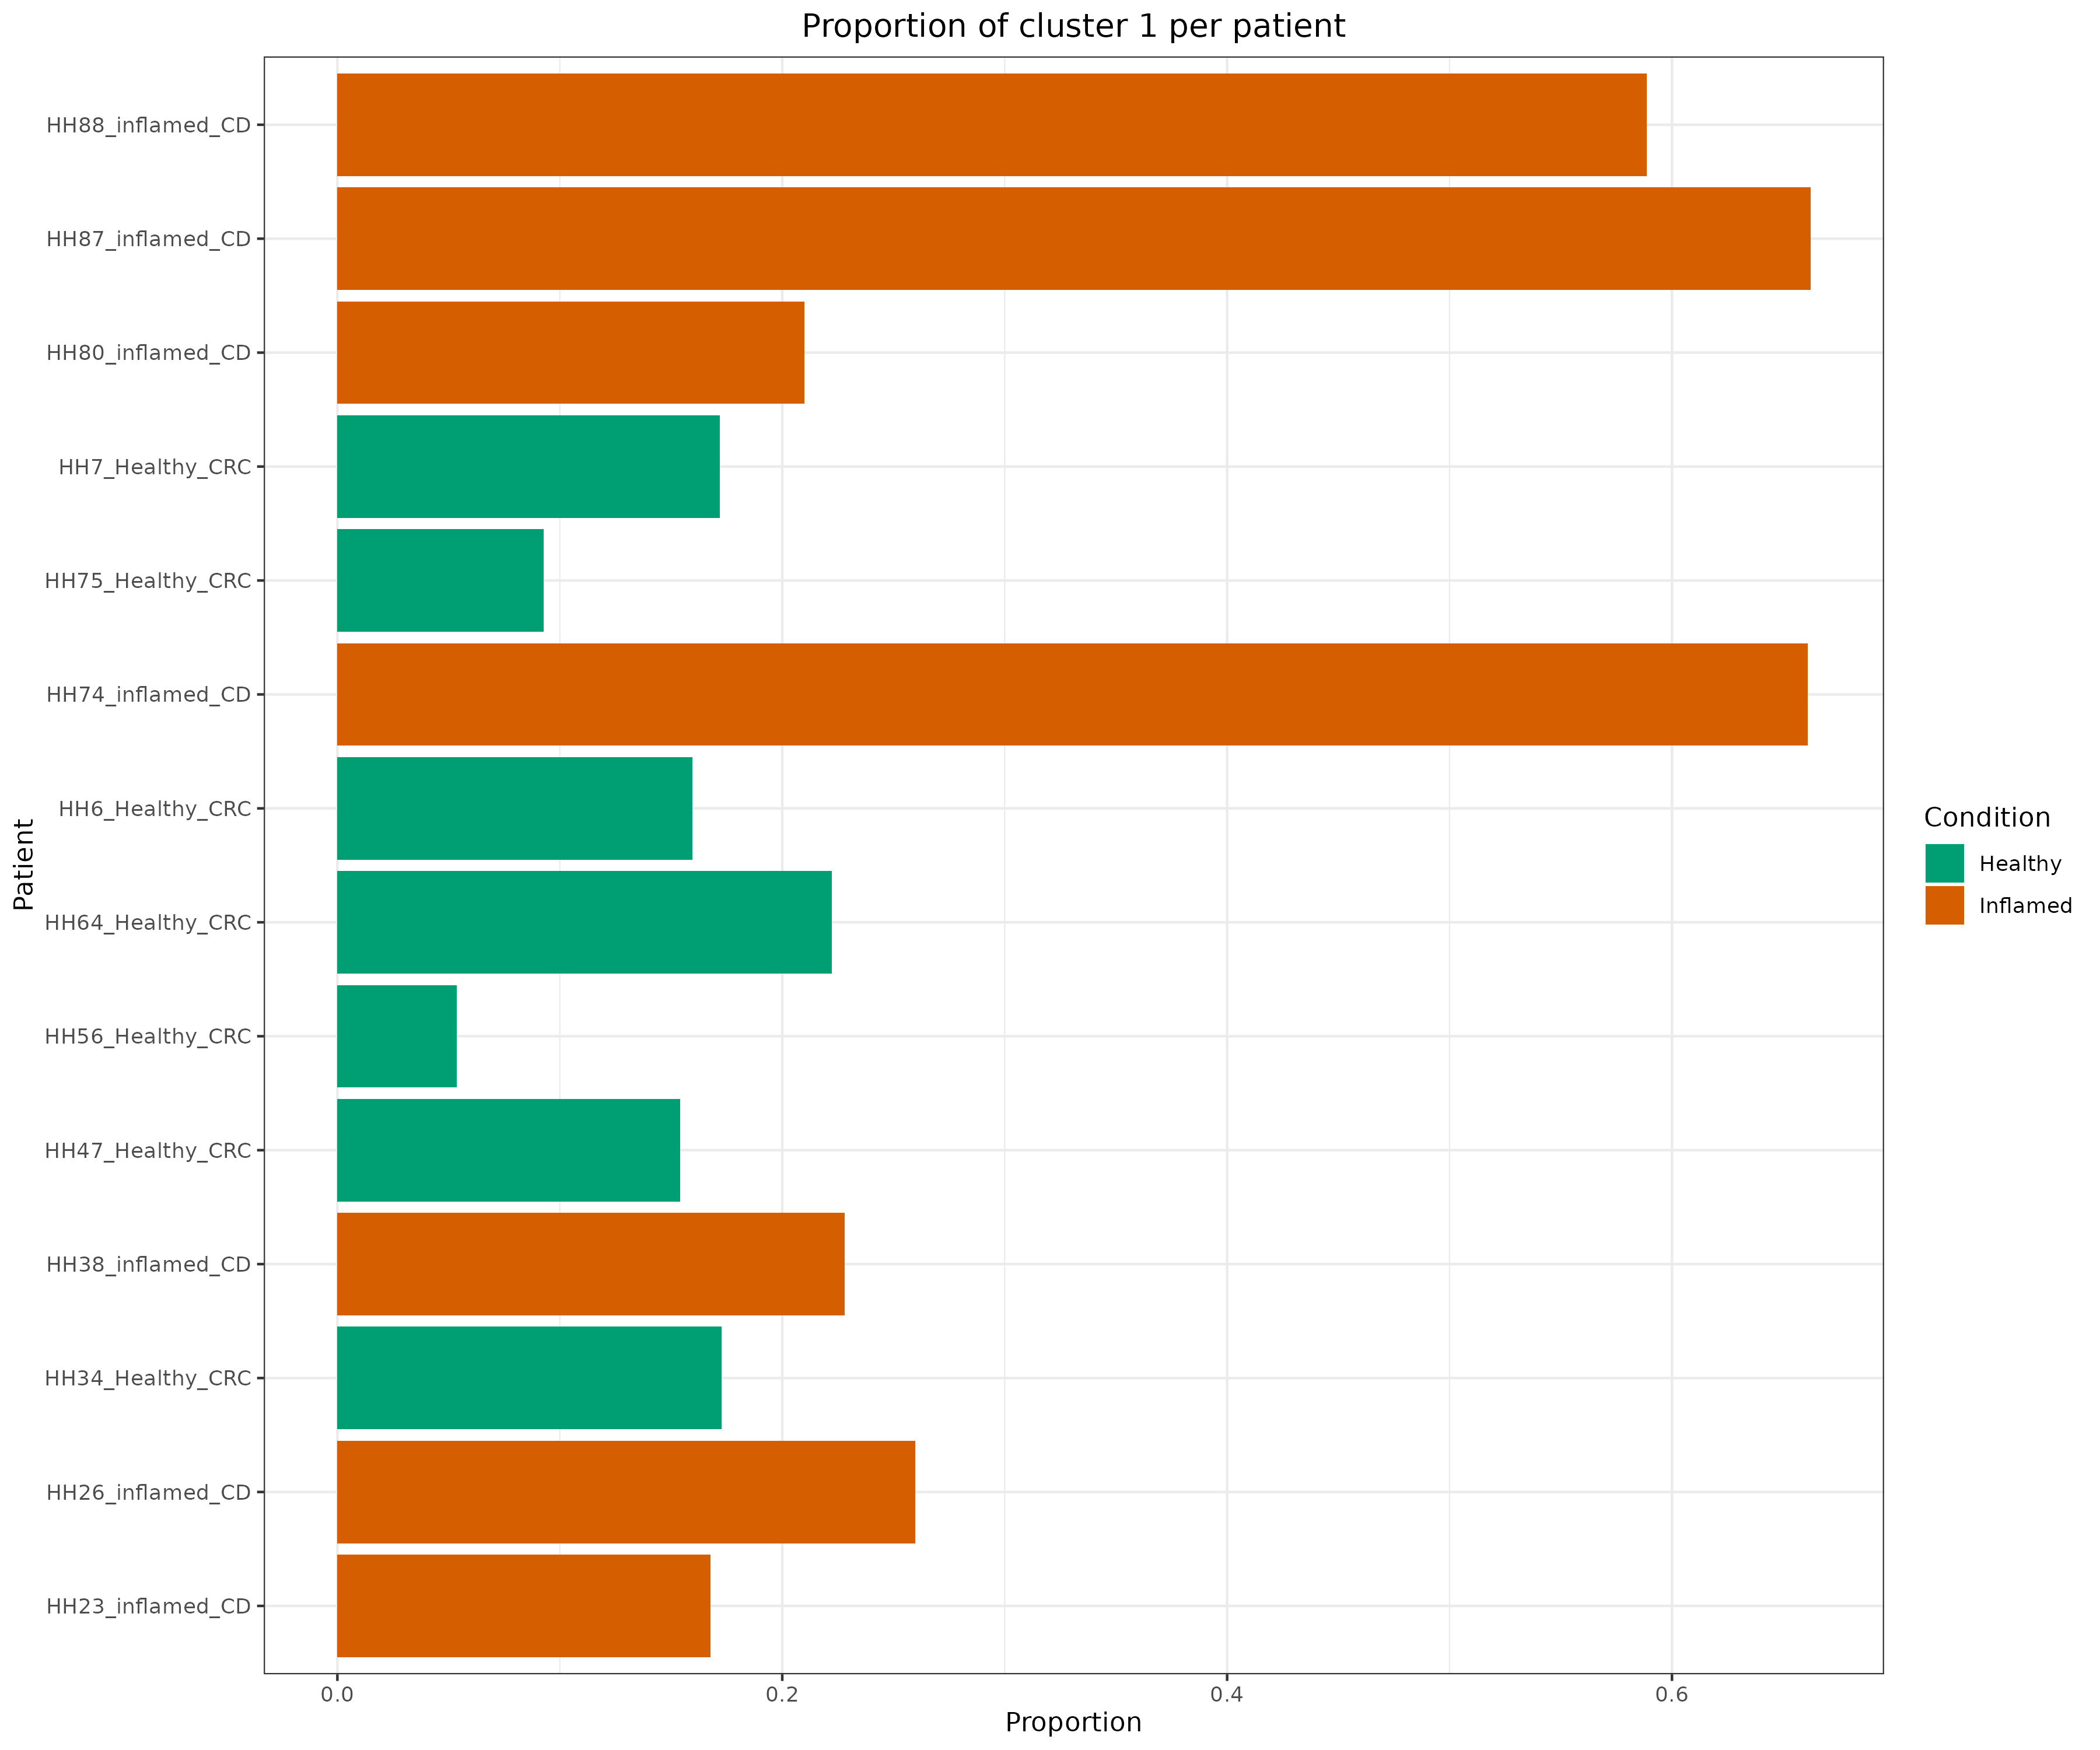 Proportion of cluster 1 per patient
HH88_inflamed_CD
HH87_inflamed_CD
HH80_inflamed_CD
HH7_Healthy_CRC
HH75_Healthy_CRC
HH74_inflamed_CD
HH6_Healthy_CRC
HH64_Healthy_CRC
HH56_Healthy_CRC
HH47_Healthy_CRC
HH38_inflamed_CD
HH34_Healthy_CRC
HH26_inflamed_CD
HH23_inflamed_CD
Patient
0.0 0.2 0.4 0.6
Proportion
Condition
Healthy
Inflamed